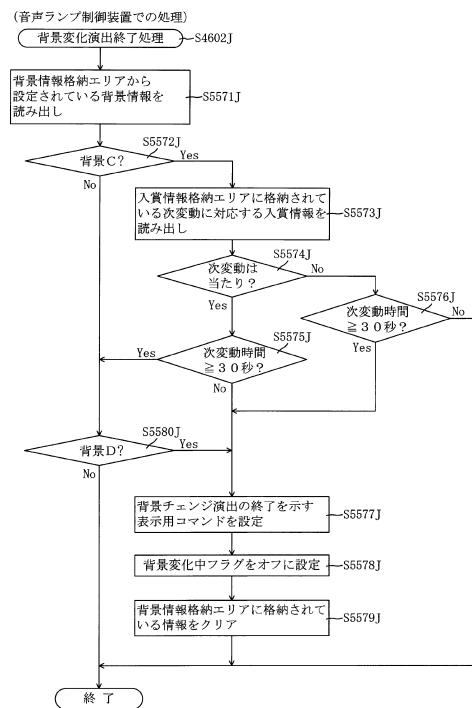 (音声ランプ制御装置での処理)
背景変化演出終了処理
S4602J
背景情報格納エリアから
設定されている背景情報を
読み出し
S5571J
背景C?
S5572J
Yes
No
入賞情報格納エリアに格納されて
いる次変動に対応する入賞情報を
読み出し
S5573J
次変動は
当たり?
S5574J
No
Yes
次変動時間
≧30秒?
S5576J
No
Yes
次変動時間
≧30秒?
S5575J
Yes
No
背景D?
S5580J
Yes
No
背景チェンジ演出の終了を示す
表示用コマンドを設定
S5577J
背景変化中フラグをオフに設定
S5578J
背景情報格納エリアに格納されて
いる情報をクリア
S5579J
終了